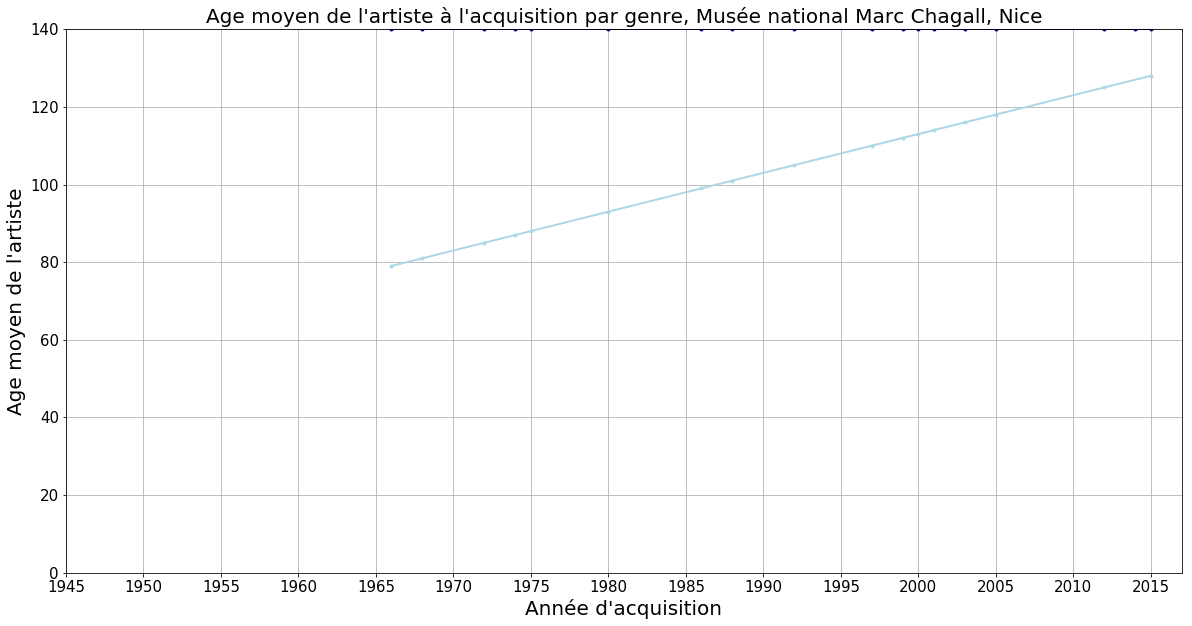 Age moyen de l'artiste à l'acquisition par genre, Musée national Marc Chagall, Nice
140
120
100
80
60
40
20
0
Age moyen de l'artiste
1945 1950 1955 1960 1965 1970 1975 1980 1985 1990 1995 2000 2005 2010 2015
Année d'acquisition